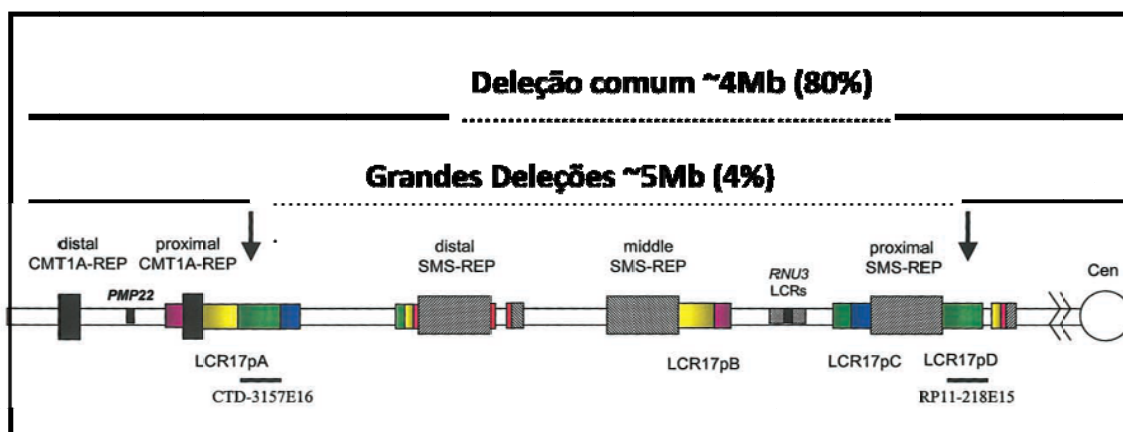 Deleção comum ~4Mb (80%)
Grandes Deleções ~5Mb (4%)
distal
CMT1A-REP
PMP22
proximal
CMT1A-REP
distal
SMS-REP
middle
SMS-REP
RNU3
LCRs
proximal
SMS-REP
Cen
LCR17pA
LCR17pB
LCR17pC
LCR17pD
CTD-3157E16
RP11-218E15